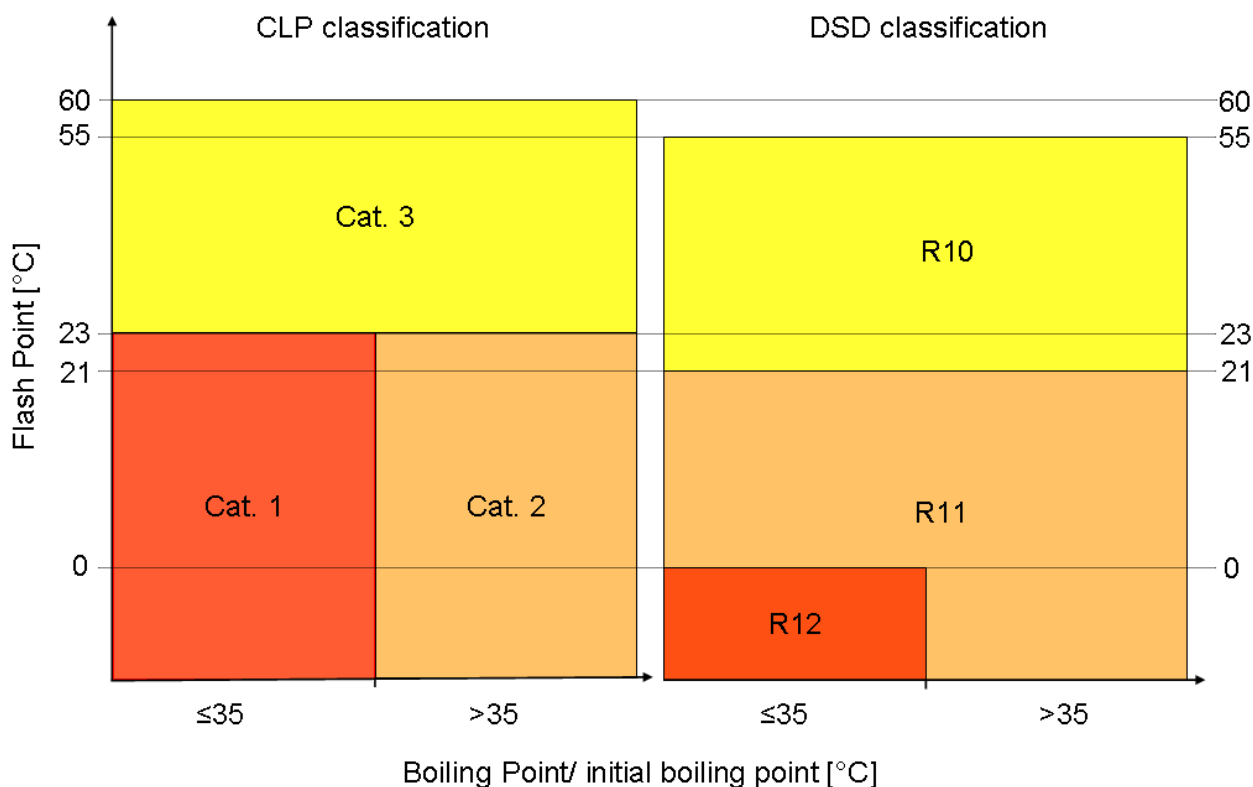 CLP classification
DSD classification
60
60
55
55
Cat. 3
R10
Flash Point [°C]
23
23
21
21
Cat. 1
Cat. 2
R11
0
0
R12
≤35
>35
≤35
>35
Boiling Point/ initial boiling point [°C]